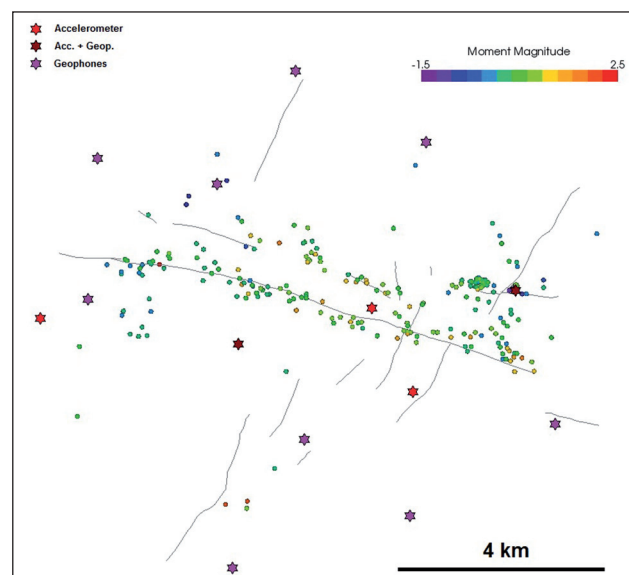 Accelerometer
Acc. + Geop.
Geophones
Moment Magnitude
-1.5 2.5
4 km